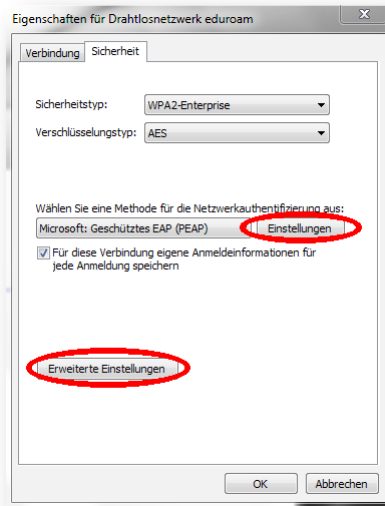 Eigenschaften für Drahtlosnetzwerk eduroam
Verbindung Sicherheit
Sicherheitstyp: WPA2-Enterprise
Verschlüsselungstyp: AES
Wählen Sie eine Methode für die Netzwerkauthentifizierung aus:
Microsoft: Geschütztes EAP (PEAP) Einstellungen
Für diese Verbindung eigene Anmeldeinformationen für
jede Anmeldung speichern
Erweiterte Einstellungen
OK Abbrechen